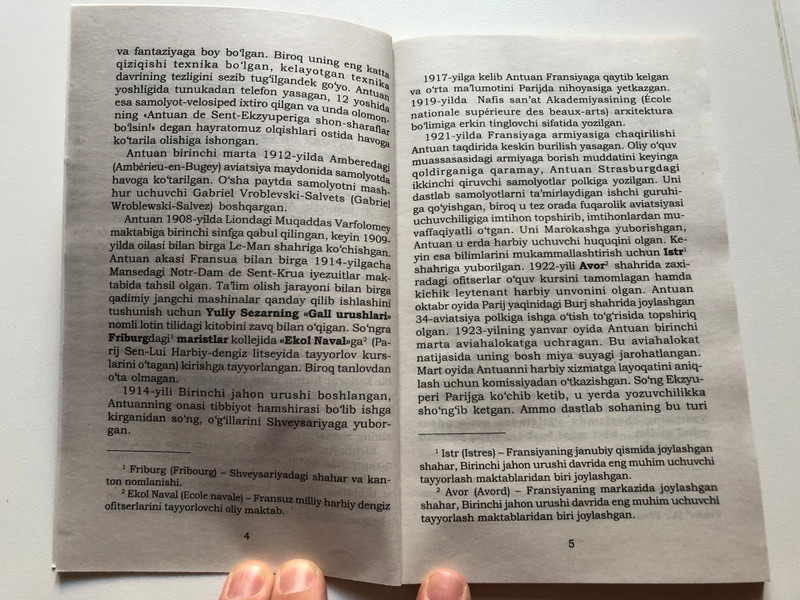 va fantaziyaga boy bo‘lgan. Biroq uning eng katta
qiziqishi texnika bo‘lgan, kelayotgan texnika
davrining tezligini sezib tug‘ilgandek go‘yo. Antuan
yoshligida tunukadan telefon yasagan, 12 yoshida
esa samolyot-velosiped ixtiro qilgan va unda olomon-
ning «Antuan de Sent-Ekzyuperiga shon-sharaflar
bo‘lsin!» degan hayratomuz olqishlari ostida havoga
ko‘tarila olishiga ishongan.
Antuan birinchi marta 1912-yilda Amberedagi
(Ambérieu-en-Bugey) aviatsiya maydonida samolyotda
havoga ko‘tarilgan. O‘sha paytda samolyotni mash-
hur uchuvchi Gabriel Vroblevski-Salvets (Gabriel
Wroblewski-Salvez) boshqargan.
Antuan 1908-yilda Liondagi Muqaddas Varfolomey
maktabiga birinchi sinfga qabul qilingan, keyin 1909-
yilda oilasi bilan birga Le-Man shahriga ko‘chishgan.
Antuan akasi Fransua bilan birga 1914-yilgacha
Mansedagi Notr-Dam de Sent-Krua iyezuitlar mak-
tabida tahsil olgan. Ta’lim olish jarayoni bilan birga
qadimiy jangchi mashinalar qanday qilib ishlashini
tushunish uchun Yuliy Sezarning «Gall urushlari»
nomli lotin tilidagi kitobini zavq bilan o‘qigan. So‘ngra
Friburgdagi¹ maristlar kollejida «Ekol Naval»ga² (Pa-
rij Sen-Lui Harbiy-dengiz litseyida tayyorlov kurs-
larini o‘tagan) kirishga tayyorlangan. Biroq tanlovdan
o‘ta olmagan.
1914-yili Birinchi jahon urushi boshlangan,
Antuanning onasi tibbiyot hamshirasi bo‘lib ishga
kirganidan so‘ng, o‘g‘illarini Shveysariyaga yubor-
gan.
¹ Friburg (Fribourg) – Shveysariyadagi shahar va kan-
ton nomlanishi.
² Ekol Naval (Ecole navale) – Fransuz milliy harbiy dengiz
ofitserlarini tayyorlovchi oliy maktab.
4
1917-yilga kelib Antuan Fransiyaga qaytib kelgan
va o‘rta ma’lumotini Parijda nihoyasiga yetkazgan.
1919-yilda Nafis san’at Akademiyasining (École
nationale supérieure des beaux-arts) arxitektura
bo‘limiga erkin tinglovchi sifatida yozilgan.
1921-yilda Fransiyaga armiyasiga chaqirilishi
Antuan taqdirida keskin burilish yasagan. Oliy o‘quv
muassasasidagi armiyaga borish muddatini keyinga
qoldirganiga qaramay, Antuan Strasburgdagi
ikkinchi qiruvchi samolyotlar polkiga yozilgan. Uni
dastlab samolyotlarni ta’mirlaydigan ishchi guruhi-
ga qo‘yishgan, biroq u tez orada fuqarolik aviatsiyasi
uchuvchiligiga imtihon topshirib, imtihonlardan mu-
vaffaqiyatli o‘tgan. Uni Marokashga yuborishgan,
Antuan u erda harbiy uchuvchi huquqini olgan. Ke-
yin esa bilimlarini mukammallashtirish uchun Istr¹
shahriga yuborilgan. 1922-yili Avor² shahrida zaxi-
radagi ofitserlar o‘quv kursini tamomlagan hamda
kichik leytenant harbiy unvonini olgan. Antuan
oktabr oyida Parij yaqinidagi Burj shahrida joylashgan
34-aviatsiya polkiga ishga o‘tish to‘g‘risida topshiriq
olgan. 1923-yilning yanvar oyida Antuan birinchi
marta aviahalokatga uchragan. Bu aviahalokat
natijasida uning bosh miya suyagi jarohatlangan.
Mart oyida Antuanni harbiy xizmatga layoqatini aniq-
lash uchun komissiyadan o‘tkazishgan. So‘ng Ekzyu-
peri Parijga ko‘chib ketib, u yerda yozuvchilikka
sho‘ng‘ib ketgan. Ammo dastlab sohaning bu turi
¹ Istr (Istres) – Fransiyaning janubiy qismida joylashgan
shahar, Birinchi jahon urushi davrida eng muhim uchuvchi
tayyorlash maktablaridan biri joylashgan.
² Avor (Avord) – Fransiyaning markazida joylashgan
shahar, Birinchi jahon urushi davrida eng muhim uchuvchi
tayyorlash maktablaridan biri joylashgan.
5